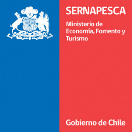 SERNAPESCA
Ministerio de
Economía, Fomento y
Turismo
Gobierno de Chile